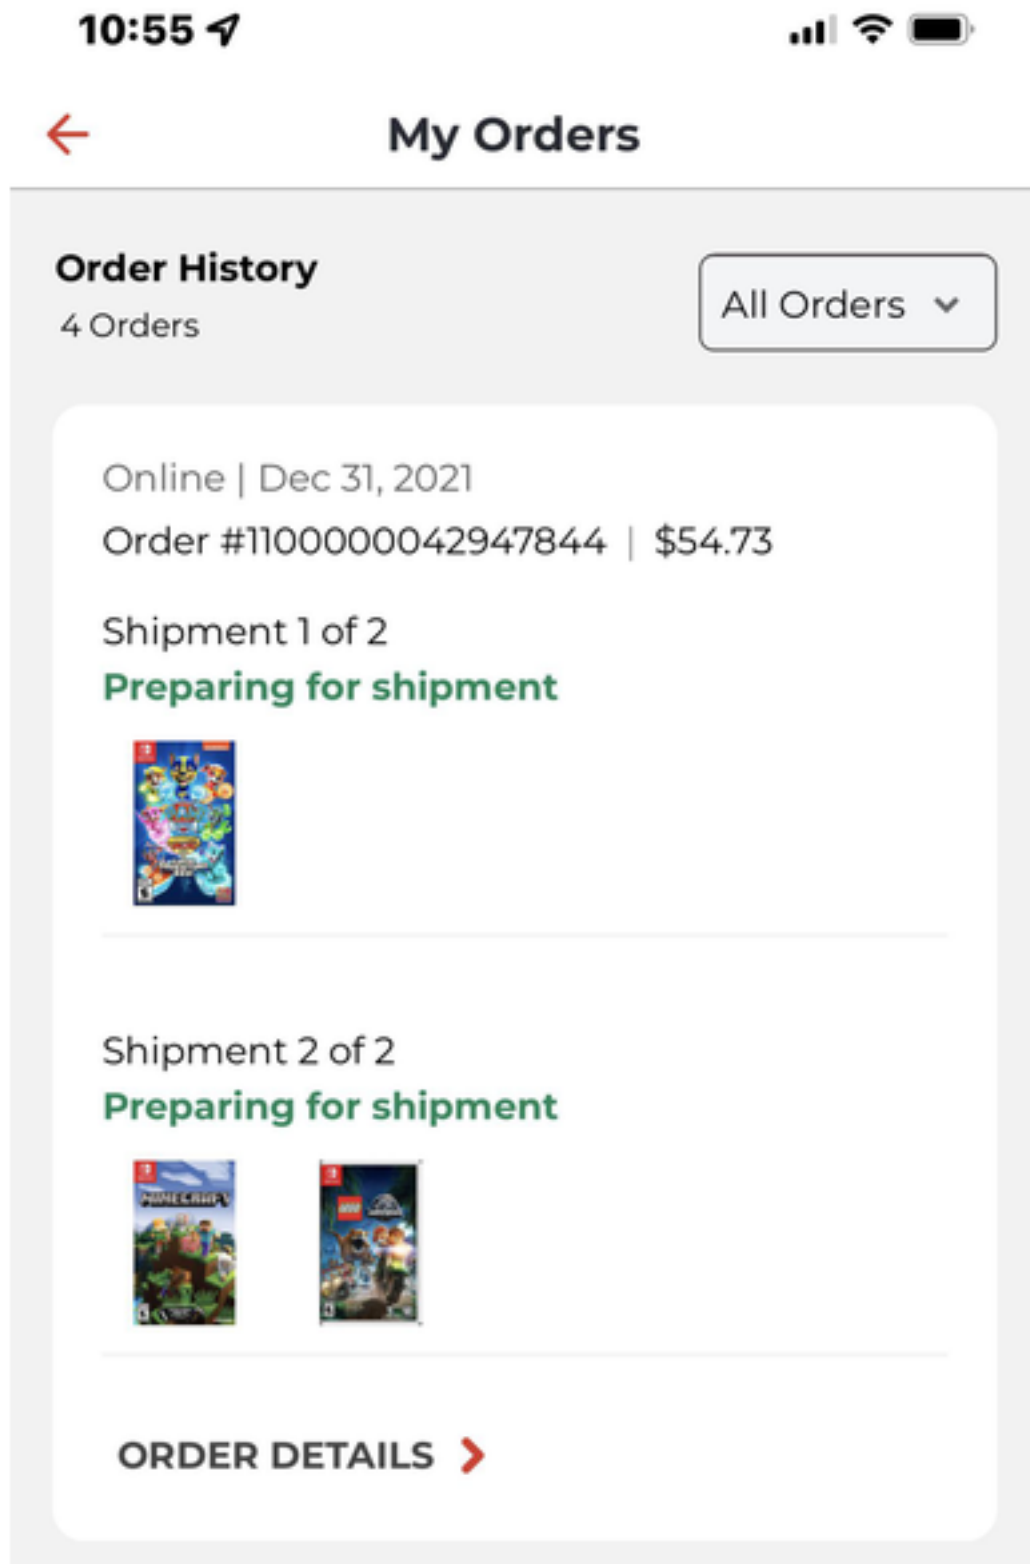 10:55
My Orders
Order History
4 Orders
All Orders
Online | Dec 31, 2021
Order #1100000042947844 | $54.73
Shipment 1 of 2
Preparing for shipment
Shipment 2 of 2
Preparing for shipment
MINECRAFT
LEGO
ORDER DETAILS